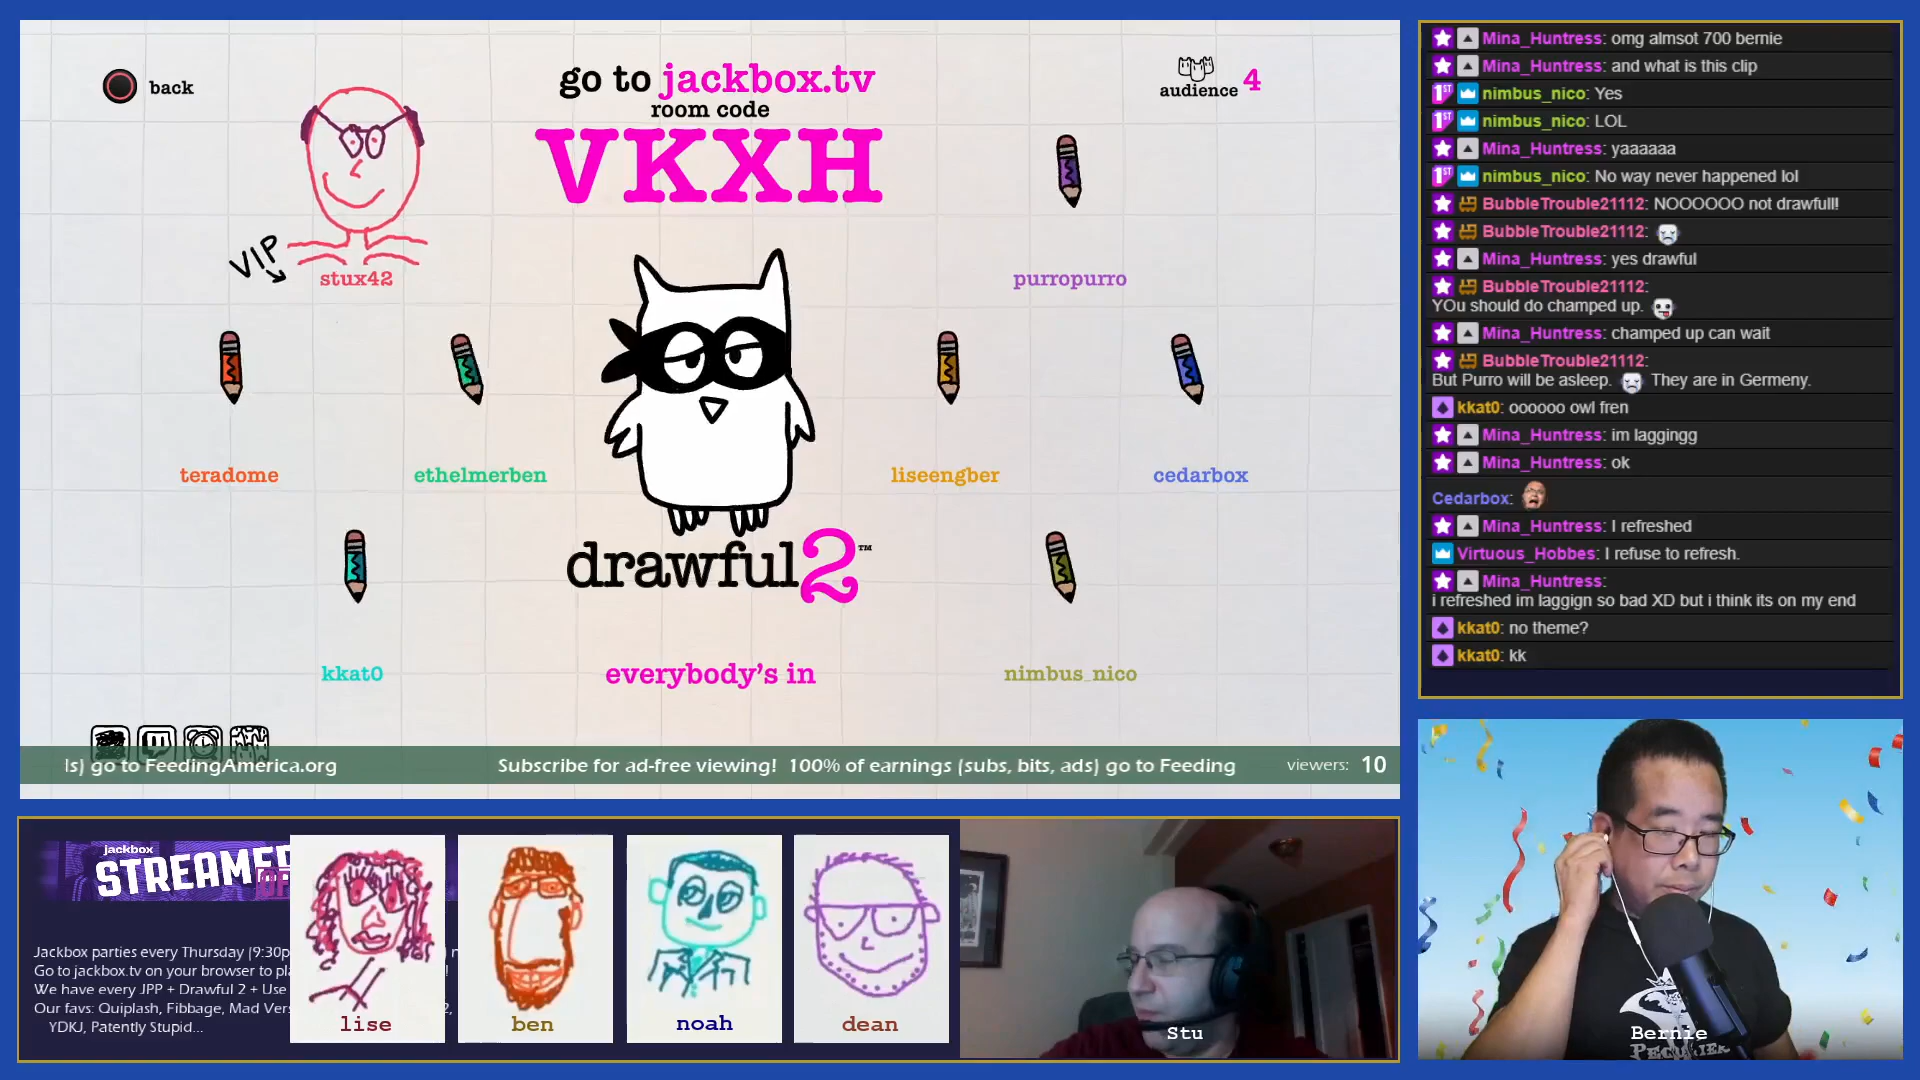 back
go to jackbox.tv
room code
VKXH
audience 4
VIP
stux42
purropurro
teradome
ethelmerben
liseengber
cedarbox
drawful 2™
kkat0
everybody's in
nimbus_nico
ls) go to FeedingAmerica.org
Subscribe for ad-free viewing! 100% of earnings (subs, bits, ads) go to Feeding
viewers: 10
Mina_Huntress: omg almsot 700 bernie
Mina_Huntress: and what is this clip
1ST nimbus_nico: Yes
1ST nimbus_nico: LOL
Mina_Huntress: yaaaaaa
1ST nimbus_nico: No way never happened lol
BubbleTrouble21112: NOOOOOO not drawfull!
BubbleTrouble21112:
Mina_Huntress: yes drawful
BubbleTrouble21112:
YOu should do champed up.
Mina_Huntress: champed up can wait
BubbleTrouble21112:
But Purro will be asleep. They are in Germeny.
kkat0: oooooo owl fren
Mina_Huntress: im laggingg
Mina_Huntress: ok
Cedarbox:
Mina_Huntress: I refreshed
Virtuous_Hobbes: I refuse to refresh.
Mina_Huntress:
i refreshed im laggign so bad XD but i think its on my end
kkat0: no theme?
kkat0: kk
jackbox
STREAMER
Jackbox parties every Thursday (9:30p
Go to jackbox.tv on your browser to pl
We have every JPP + Drawful 2 + Use
Our favs: Quiplash, Fibbage, Mad Ver
YDKJ, Patently Stupid...
lise
ben
noah
dean
Stu
Bernie